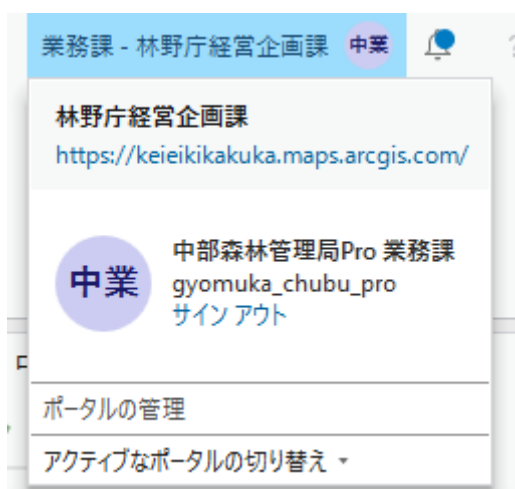 業務課 - 林野庁経営企画課 中業
林野庁経営企画課
https://keieikikakuka.maps.arcgis.com/
中業
中部森林管理局Pro 業務課
gyomuka_chubu_pro
サイン アウト
ポータルの管理
アクティブなポータルの切り替え